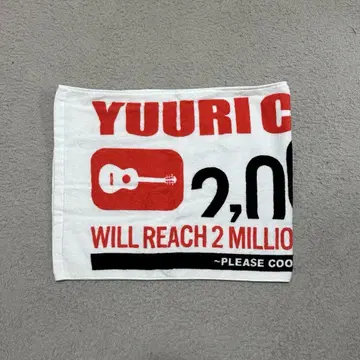 YUURI C
2,0
WILL REACH 2 MILLIO
~PLEASE COO